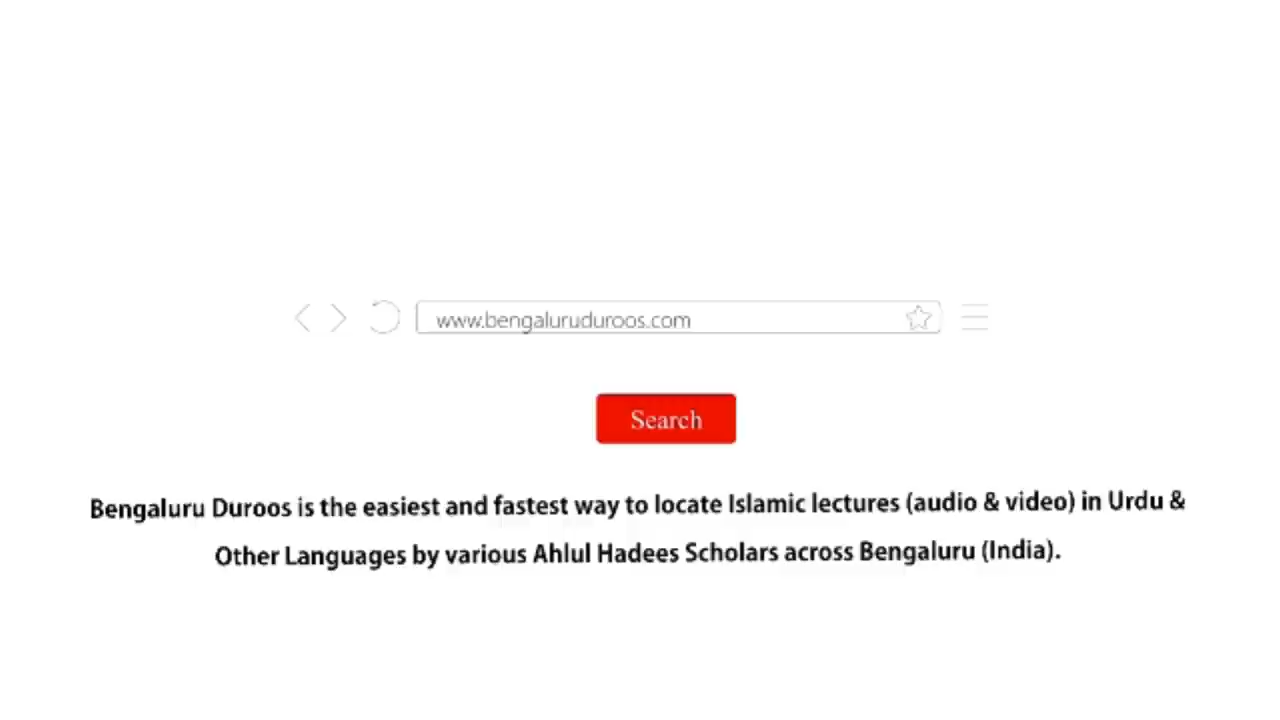 www.bengaluruduroos.com
Search
Bengaluru Duroos is the easiest and fastest way to locate Islamic lectures (audio & video) in Urdu &
Other Languages by various Ahlul Hadees Scholars across Bengaluru (India).